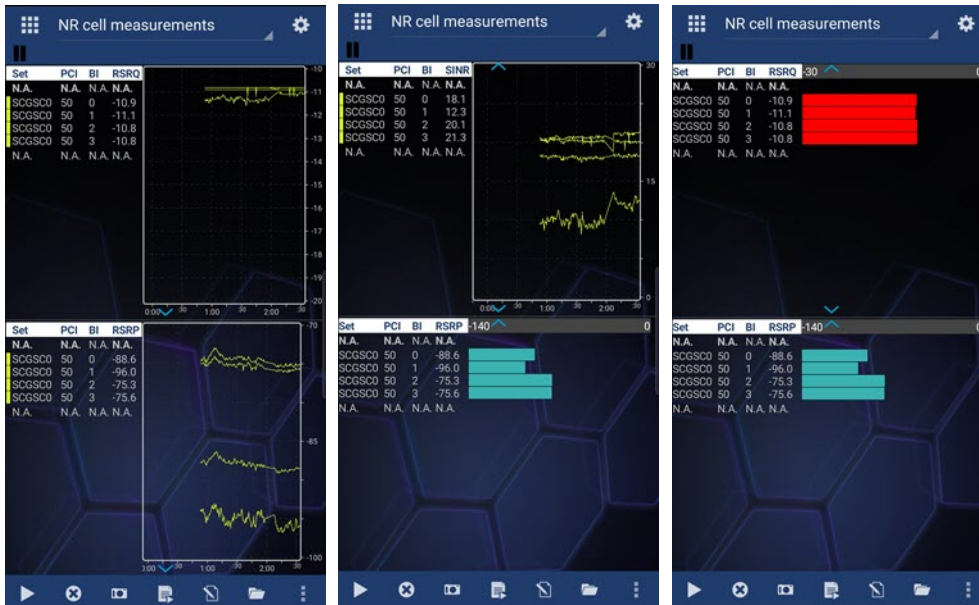 NR cell measurements
Set PCI BI RSRQ
N.A. N.A. N.A. N.A.
SCGSC0 50 0 -10.9
SCGSC0 50 1 -11.1
SCGSC0 50 2 -10.8
SCGSC0 50 3 -10.8
N.A. N.A. N.A. N.A.
-10
-11
-12
-13
-14
-15
-16
-17
-18
-19
-20
0:00 30 1:00 30 2:00 30
Set PCI BI RSRP
N.A. N.A. N.A. N.A.
SCGSC0 50 0 -88.6
SCGSC0 50 1 -96.0
SCGSC0 50 2 -75.3
SCGSC0 50 3 -75.6
N.A. N.A. N.A. N.A.
-70
-85
-100
0:00 30 1:00 30 2:00 30
NR cell measurements
Set PCI BI SINR
N.A. N.A. N.A. N.A.
SCGSC0 50 0 18.1
SCGSC0 50 1 12.3
SCGSC0 50 2 20.1
SCGSC0 50 3 21.3
N.A. N.A. N.A. N.A.
30
15
0
0:00 30 1:00 30 2:00 30
Set PCI BI RSRP -140 0
N.A. N.A. N.A. N.A.
SCGSC0 50 0 -88.6
SCGSC0 50 1 -96.0
SCGSC0 50 2 -75.3
SCGSC0 50 3 -75.6
N.A. N.A. N.A. N.A.
NR cell measurements
Set PCI BI RSRQ -30 0
N.A. N.A. N.A. N.A.
SCGSC0 50 0 -10.9
SCGSC0 50 1 -11.1
SCGSC0 50 2 -10.8
SCGSC0 50 3 -10.8
N.A. N.A. N.A. N.A.
Set PCI BI RSRP -140 0
N.A. N.A. N.A. N.A.
SCGSC0 50 0 -88.6
SCGSC0 50 1 -96.0
SCGSC0 50 2 -75.3
SCGSC0 50 3 -75.6
N.A. N.A. N.A. N.A.